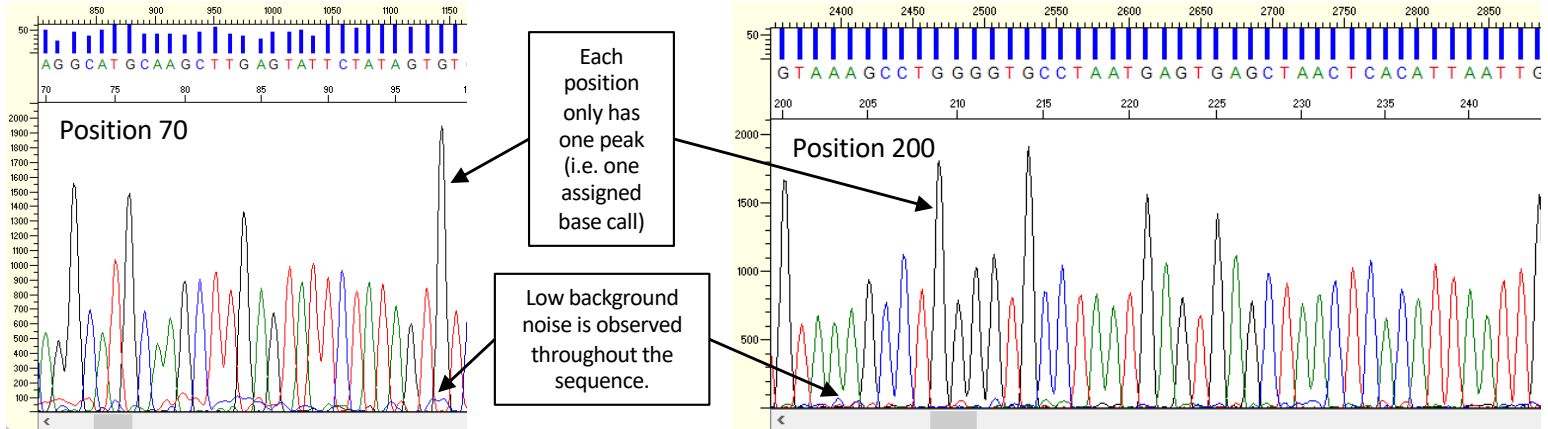 850 900 950 1000 1050 1100 1150
50
AGGCATGCAAGCTTGAGTATTCTATAGTGT
70 75 80 85 90 95
2000
1900
1800
1700
1600
1500
1400
1300
1200
1100
1000
900
800
700
600
500
400
300
200
100
Position 70
Each
position
only has
one peak
(i.e. one
assigned
base call)
Low background
noise is observed
throughout the
sequence.
2400 2450 2500 2550 2600 2650 2700 2750 2800 2850
50
GTAAAGCCTGGGGTGCCTAATGAGTGAGCTAACTCACATTAATTG
200 205 210 215 220 225 230 235 240
2000
1500
1000
500
Position 200